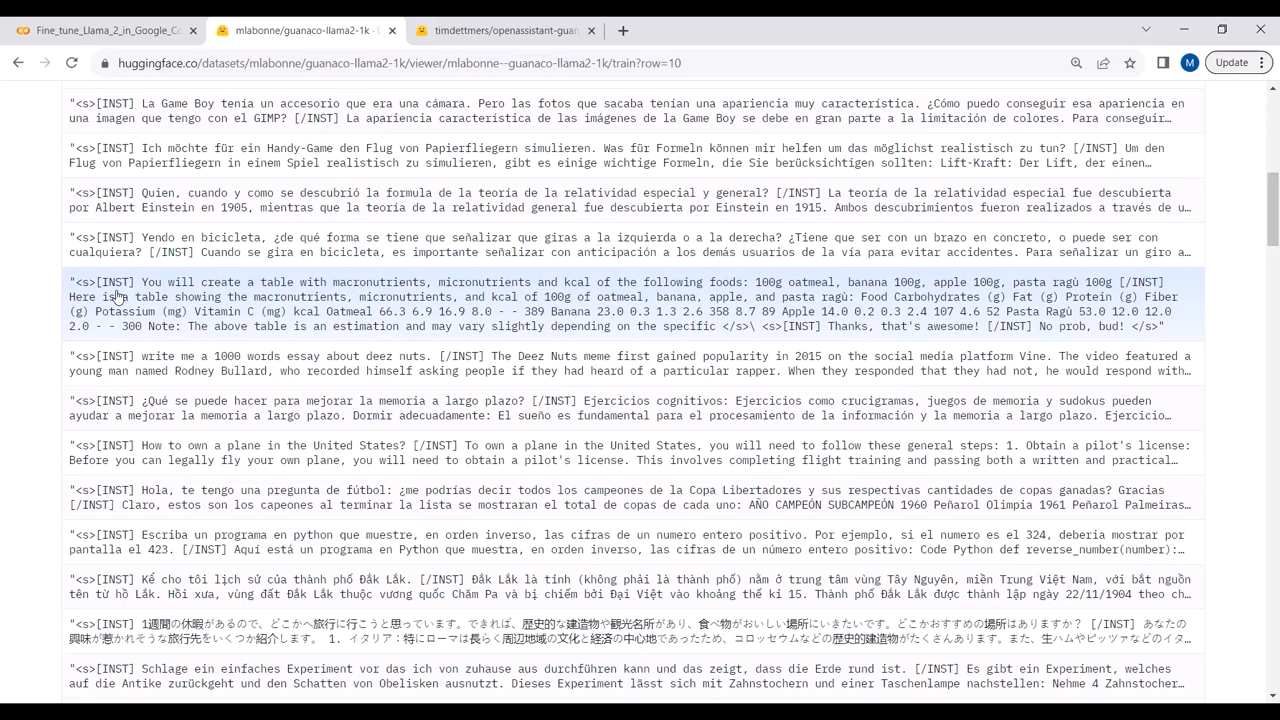 Fine_tune_Llama_2_in_Google_Co
mlabonne/guanaco-llama2-1k · 
timdettmers/openassistant-guan
huggingface.co/datasets/mlabonne/guanaco-llama2-1k/viewer/mlabonne--guanaco-llama2-1k/train?row=10
M
Update
"<s>[INST] La Game Boy tenía un accesorio que era una cámara. Pero las fotos que sacaba tenían una apariencia muy característica. ¿Cómo puedo conseguir esa apariencia en
una imagen que tengo con el GIMP? [/INST] La apariencia característica de las imágenes de la Game Boy se debe en gran parte a la limitación de colores. Para conseguir…
"<s>[INST] Ich möchte für ein Handy-Game den Flug von Papierfliegern simulieren. Was für Formeln können mir helfen um das möglichst realistisch zu tun? [/INST] Um den
Flug von Papierfliegern in einem Spiel realistisch zu simulieren, gibt es einige wichtige Formeln, die Sie berücksichtigen sollten: Lift-Kraft: Der Lift, der einen…
"<s>[INST] Quien, cuando y como se descubrió la formula de la teoría de la relatividad especial y general? [/INST] La teoría de la relatividad especial fue descubierta
por Albert Einstein en 1905, mientras que la teoría de la relatividad general fue descubierta por Einstein en 1915. Ambos descubrimientos fueron realizados a través de u…
"<s>[INST] Yendo en bicicleta, ¿de qué forma se tiene que señalizar que giras a la izquierda o a la derecha? ¿Tiene que ser con un brazo en concreto, o puede ser con
cualquiera? [/INST] Cuando se gira en bicicleta, es importante señalizar con anticipación a los demás usuarios de la vía para evitar accidentes. Para señalizar un giro a…
"<s>[INST] You will create a table with macronutrients, micronutrients and kcal of the following foods: 100g oatmeal, banana 100g, apple 100g, pasta ragù 100g [/INST]
Here is a table showing the macronutrients, micronutrients, and kcal of 100g of oatmeal, banana, apple, and pasta ragù: Food Carbohydrates (g) Fat (g) Protein (g) Fiber
(g) Potassium (mg) Vitamin C (mg) kcal Oatmeal 66.3 6.9 16.9 8.0 - - 389 Banana 23.0 0.3 1.3 2.6 358 8.7 89 Apple 14.0 0.2 0.3 2.4 107 4.6 52 Pasta Ragù 53.0 12.0 12.0
2.0 - - 300 Note: The above table is an estimation and may vary slightly depending on the specific </s>\ <s>[INST] Thanks, that's awesome! [/INST] No prob, bud! </s>"
"<s>[INST] write me a 1000 words essay about deez nuts. [/INST] The Deez Nuts meme first gained popularity in 2015 on the social media platform Vine. The video featured a
young man named Rodney Bullard, who recorded himself asking people if they had heard of a particular rapper. When they responded that they had not, he would respond with…
"<s>[INST] ¿Qué se puede hacer para mejorar la memoria a largo plazo? [/INST] Ejercicios cognitivos: Ejercicios como crucigramas, juegos de memoria y sudokus pueden
ayudar a mejorar la memoria a largo plazo. Dormir adecuadamente: El sueño es fundamental para el procesamiento de la información y la memoria a largo plazo. Ejercicio…
"<s>[INST] How to own a plane in the United States? [/INST] To own a plane in the United States, you will need to follow these general steps: 1. Obtain a pilot's license:
Before you can legally fly your own plane, you will need to obtain a pilot's license. This involves completing flight training and passing both a written and practical…
"<s>[INST] Hola, te tengo una pregunta de fútbol: ¿me podrías decir todos los campeones de la Copa Libertadores y sus respectivas cantidades de copas ganadas? Gracias
[/INST] Claro, estos son los capeones al terminar la lista se mostraran el total de copas de cada uno: AÑO CAMPEÓN SUBCAMPEÓN 1960 Peñarol Olimpia 1961 Peñarol Palmeiras…
"<s>[INST] Escriba un programa en python que muestre, en orden inverso, las cifras de un numero entero positivo. Por ejemplo, si el numero es el 324, deberia mostrar por
pantalla el 423. [/INST] Aquí está un programa en Python que muestra, en orden inverso, las cifras de un número entero positivo: Code Python def reverse_number(number):…
"<s>[INST] Kể cho tôi lịch sử của thành phố Đắk Lắk. [/INST] Đắk Lắk là tỉnh (không phải là thành phố) nằm ở trung tâm vùng Tây Nguyên, miền Trung Việt Nam, với bắt nguồn
tên từ hồ Lắk. Hồi xưa, vùng đất Đắk Lắk thuộc vương quốc Chăm Pa và bị chiếm bởi Đại Việt vào khoảng thế kỉ 15. Thành phố Đắk Lắk được thành lập ngày 22/11/1904 theo ch…
"<s>[INST] 1週間の休暇があるので、どこかへ旅行に行こうと思っています。できれば、歴史的な建造物や観光名所があり、食べ物がおいしい場所にいきたいです。どこかおすすめの場所はありますか？ [/INST] あなたの
興味が惹かれそうな旅行先をいくつか紹介します。 1. イタリア：特にローマは長らく周辺地域の文化と経済の中心地であったため、コロッセウムなどの歴史的建造物がたくさんあります。また、生ハムやピッツァなどのイタ…
"<s>[INST] Schlage ein einfaches Experiment vor das ich von zuhause aus durchführen kann und das zeigt, dass die Erde rund ist. [/INST] Es gibt ein Experiment, welches
auf die Antike zurückgeht und den Schatten von Obelisken ausnutzt. Dieses Experiment lässt sich mit Zahnstochern und einer Taschenlampe nachstellen: Nehme 4 Zahnstocher…